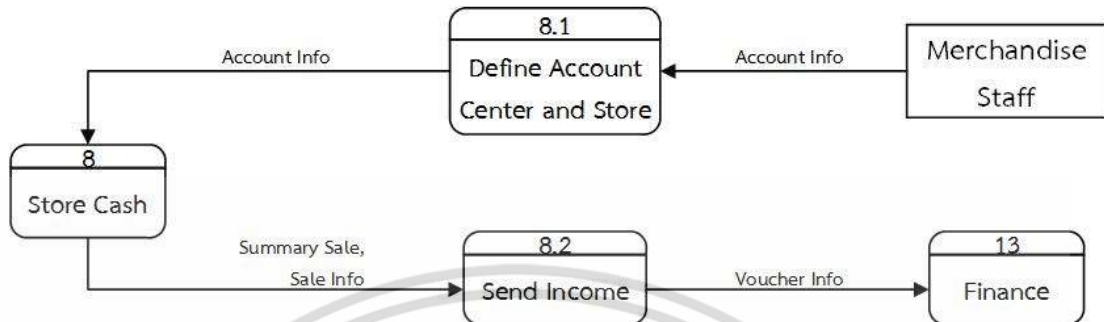 8.1
Define Account
Center and Store
Account Info
Account Info
Merchandise
Staff
8
Store Cash
Summary Sale,
Sale Info
8.2
Send Income
Voucher Info
13
Finance